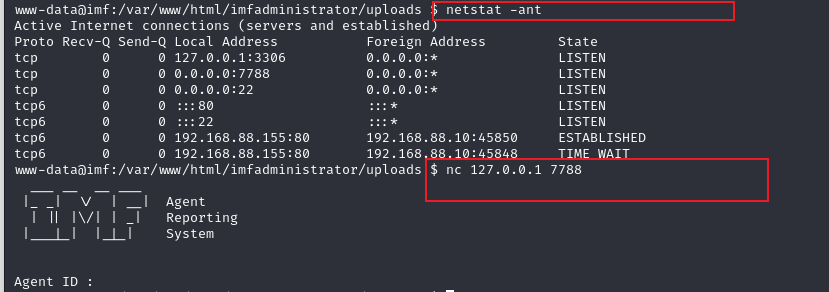 www-data@imf:/var/www/html/imfadministrator/uploads $ netstat -ant
Active Internet connections (servers and established)
Proto Recv-Q Send-Q Local Address           Foreign Address         State
tcp        0      0 127.0.0.1:3306          0.0.0.0:*               LISTEN
tcp        0      0 0.0.0.0:7788            0.0.0.0:*               LISTEN
tcp        0      0 0.0.0.0:22              0.0.0.0:*               LISTEN
tcp6       0      0 :::80                   :::*                    LISTEN
tcp6       0      0 :::22                   :::*                    LISTEN
tcp6       0      0 192.168.88.155:80       192.168.88.10:45850     ESTABLISHED
tcp6       0      0 192.168.88.155:80       192.168.88.10:45848     TIME_WAIT
www-data@imf:/var/www/html/imfadministrator/uploads $ nc 127.0.0.1 7788
  ___ __  __ ___
 |_ _|  \/  | __|  Agent
  | || |\/| | _|   Reporting
 |___|_|  |_|_|    System
Agent ID :